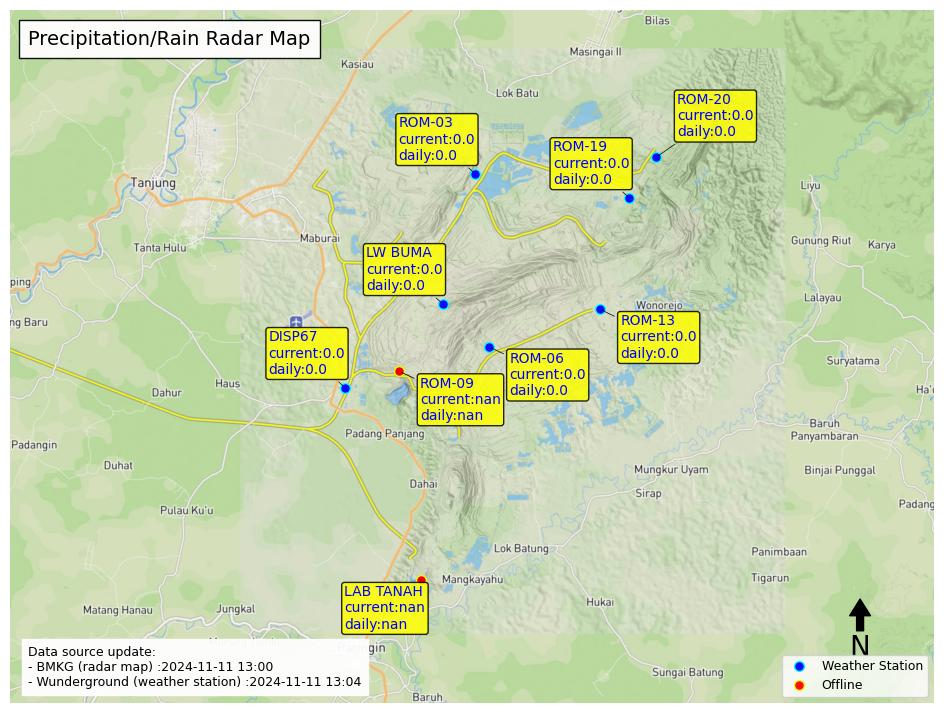 Precipitation/Rain Radar Map
Bilas
Masingai II
Kasiau
Lok Batu
ROM-20
current:0.0
daily:0.0
ROM-03
current:0.0
daily:0.0
ROM-19
current:0.0
daily:0.0
Tanjung
Liyu
Maburai
Tanta Hulu
Gunung Riut
Karya
LW BUMA
current:0.0
daily:0.0
ping
Lalayau
Wonorejo
ng Baru
ROM-13
current:0.0
daily:0.0
DISP67
current:0.0
daily:0.0
ROM-06
current:0.0
daily:0.0
Suryatama
Haus
Dahur
ROM-09
current:nan
daily:nan
Ha
Baruh
Panyambaran
Padang Panjang
Padangin
Duhat
Mungkur Uyam
Binjai Punggal
Dahai
Sirap
Padang
Pulau Ku'u
Lok Batung
Panimbaan
Mangkayahu
Tigarun
LAB TANAH
current:nan
daily:nan
Hukai
Matang Hanau
Jungkal
N
Data source update:
- BMKG (radar map) :2024-11-11 13:00
- Wunderground (weather station) :2024-11-11 13:04
Sungai Batung
Weather Station
Offline
Baruh